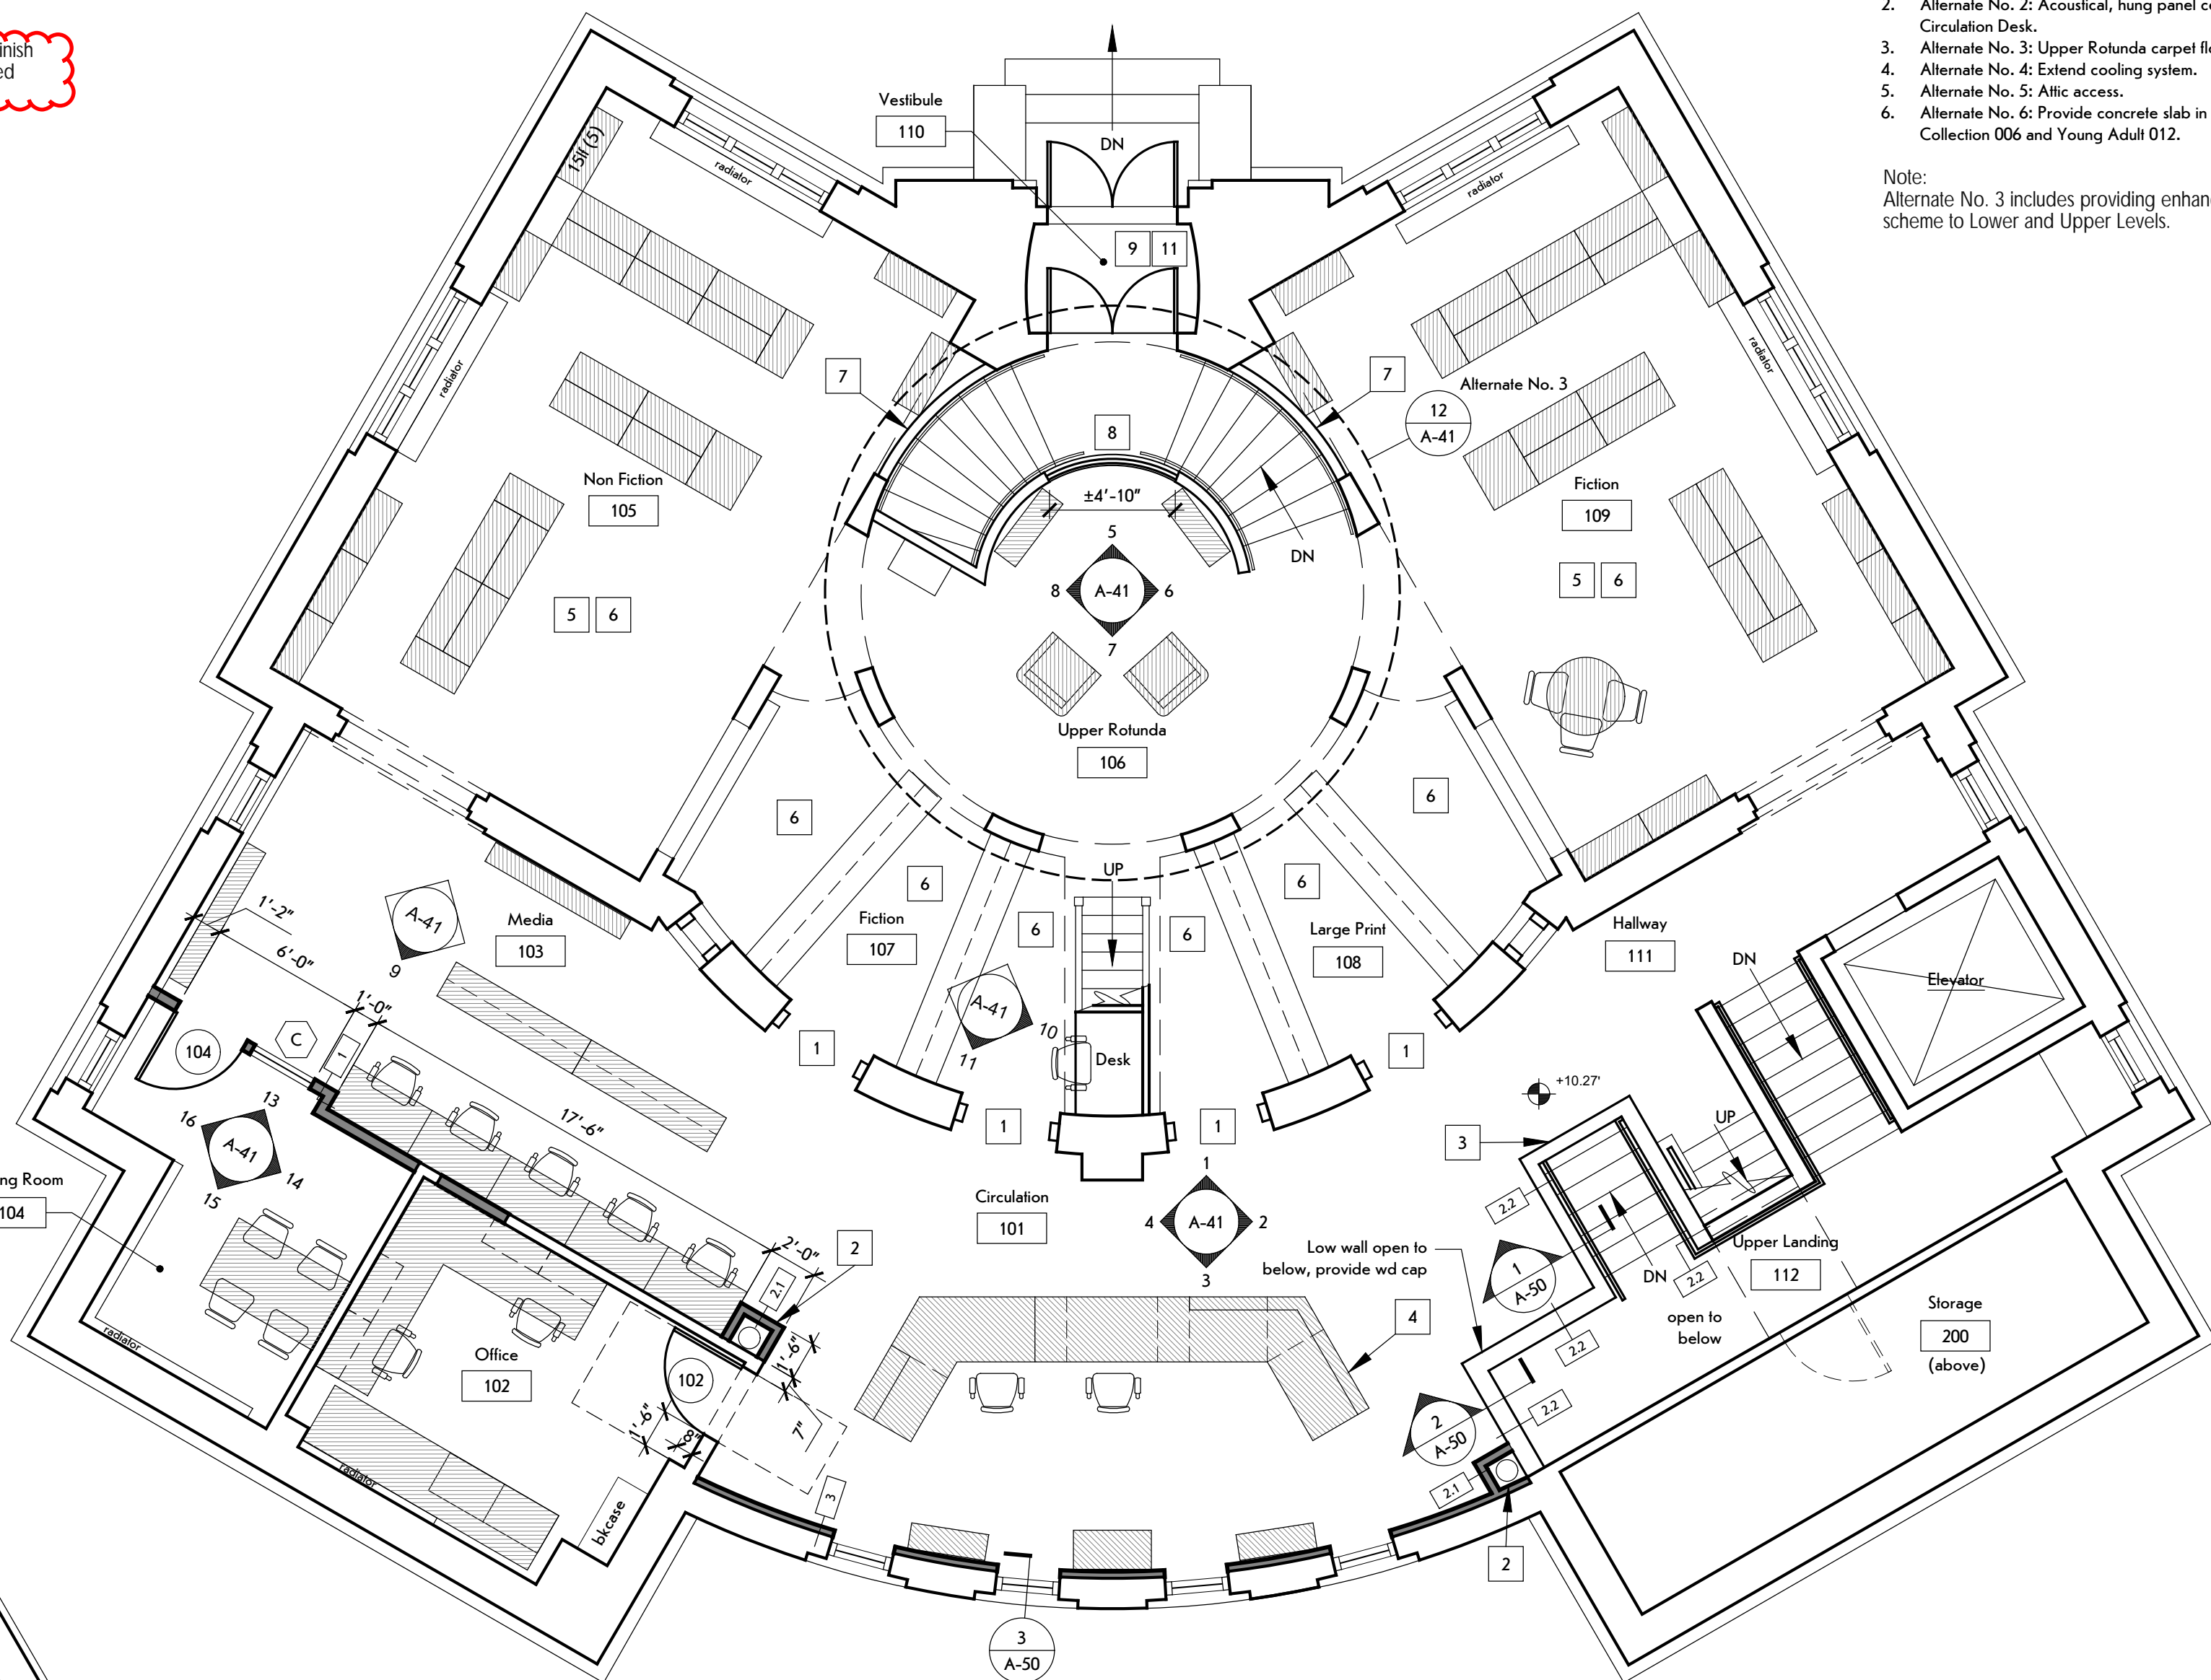 2. Alternate No. 2: Acoustical, hung panel
Circulation Desk.
3. Alternate No. 3: Upper Rotunda carpet
4. Alternate No. 4: Extend cooling system.
5. Alternate No. 5: Attic access.
6. Alternate No. 6: Provide concrete slab in
Collection 006 and Young Adult 012.
Note:
Alternate No. 3 includes providing
scheme to Lower and Upper Levels.
Vestibule
110
DN
9 11
15lf (5)
radiator
radiator
radiator
radiator
7
7
Alternate No. 3
12
A-41
8
±4'-10"
Non Fiction
105
Fiction
109
5
8 A-41 6
7
DN
5 6
5 6
Upper Rotunda
106
6
6
UP
6
6
6
6
Fiction
107
Large Print
108
Media
103
Hallway
111
DN
Elevator
A-41
9
1'-2"
6'-0"
1'-0"
17'-6"
2'-0"
C
1
104
A-41
10
11
Desk
1
1
1
1
+10.27'
UP
3
13
16 A-41 14
15
Room
104
Circulation
101
1
4 A-41 2
3
Low wall open to
below, provide wd cap
2.2
1
A-50
DN
2.2
Upper Landing
112
open to
below
2.2
Storage
200
(above)
2
2.1
1'-6"
7"
102
1'-6"
8"
Office
102
radiator
radiator
bkcase
3
4
2
A-50
2.2
2.1
2
3
A-50